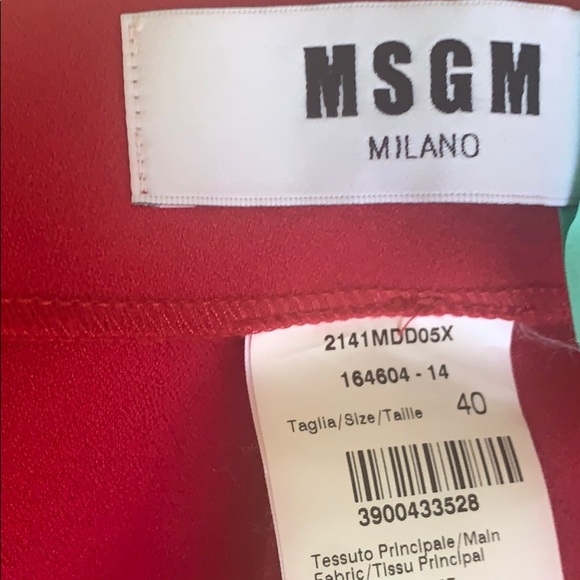 MSGM
MILANO
2141MDD05X
164604 - 14
Taglia/Size/Taille 40
3900433528
Tessuto Principale/Main
Fabric/Tissu Principal